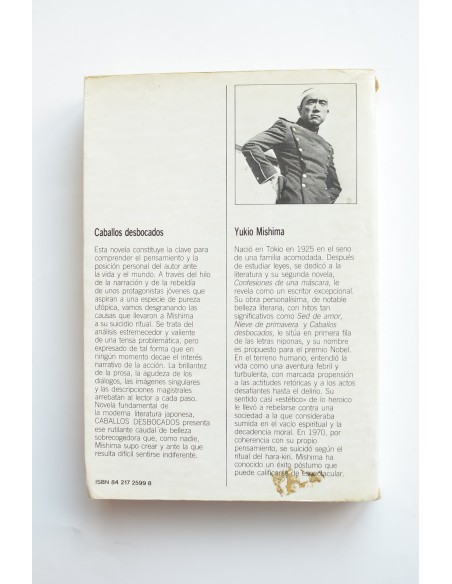 Caballos desbocados
Esta novela constituye la clave para
comprender el pensamiento y la
posición personal del autor ante
la vida y el mundo. A través del hilo
de la narración y de la rebeldía
de unos protagonistas jóvenes que
aspiran a una especie de pureza
utópica, vamos desgranando las
causas que llevaron a Mishima
a su suicidio ritual. Se trata del
análisis estremecedor y valiente
de una tensa problemática, pero
expresado de tal forma que en
ningún momento decae el interés
narrativo de la acción. La brillantez
de la prosa, la agudeza de los
diálogos, las imágenes singulares
y las descripciones magistrales
arrebatan al lector a cada paso.
Novela fundamental de
la moderna literatura japonesa,
CABALLOS DESBOCADOS presenta
ese rutilante caudal de belleza
sobrecogedora que, como nadie,
Mishima supo crear y ante la que
resulta difícil sentirse indiferente.
ISBN 84 217 2599 8
Yukio Mishima
Nació en Tokio en 1925 en el seno
de una familia acomodada. Después
de estudiar leyes, se dedicó a la
literatura y su segunda novela,
Confesiones de una máscara, le
revela como un escritor excepcional.
Su obra personalísima, de notable
belleza literaria, con hitos tan
significativos como Sed de amor,
Nieve de primavera y Caballos
desbocados, le sitúa en primera fila
de las letras niponas, y su nombre
es propuesto para el premio Nobel.
En el terreno humano, entendió la
vida como una aventura febril y
turbulenta, con marcada propensión
a las actitudes retóricas y a los actos
desafiantes hasta el delirio. Su
sentido casi «estético» de lo heroico
le llevó a rebelarse contra una
sociedad a la que consideraba
sumida en el vacío espiritual y la
decadencia moral. En 1970, por
coherencia con su propio
pensamiento, se suicidó según el
ritual del hara-kiri. Mishima ha
conocido un éxito póstumo que
puede calificarse de espectacular.